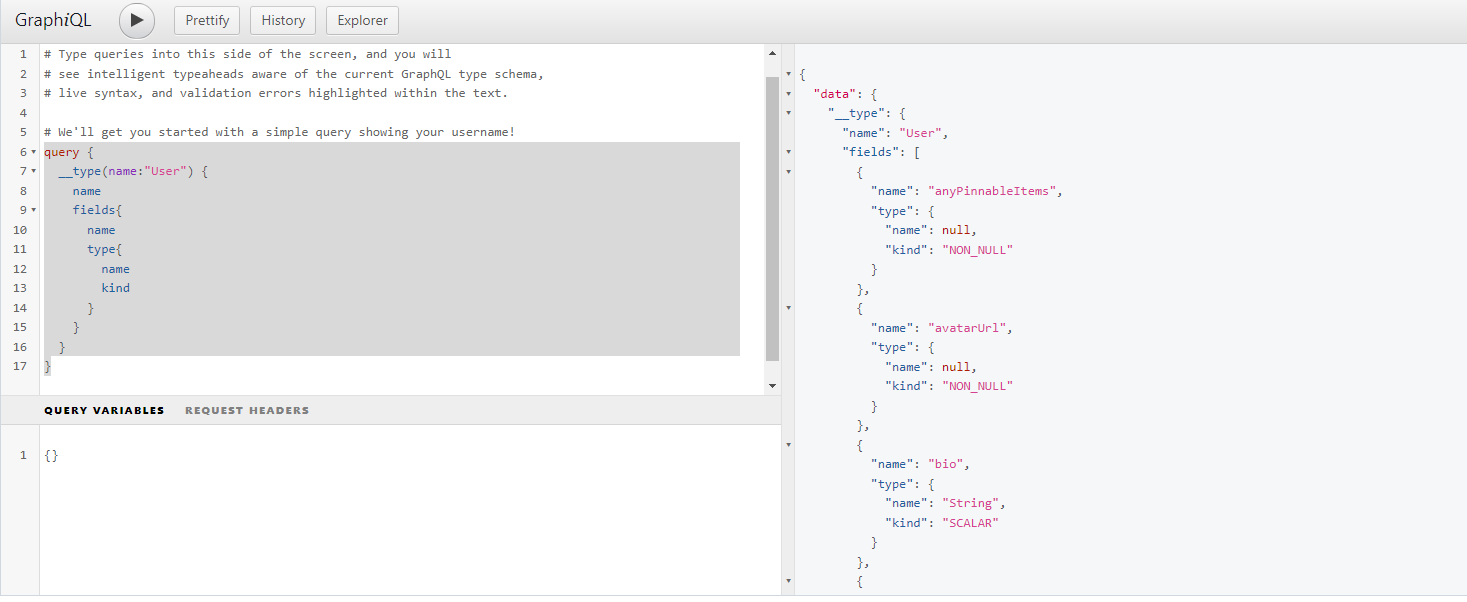 GraphiQL
Prettify
History
Explorer
1 # Type queries into this side of the screen, and you will
2 # see intelligent typeaheads aware of the current GraphQL type schema,
3 # live syntax, and validation errors highlighted within the text.
4
5 # We'll get you started with a simple query showing your username!
6 query {
7 __type(name:"User") {
8 name
9 fields{
10 name
11 type{
12 name
13 kind
14 }
15 }
16 }
17 }
QUERY VARIABLES
REQUEST HEADERS
1 {}
{
"data": {
"__type": {
"name": "User",
"fields": [
{
"name": "anyPinnableItems",
"type": {
"name": null,
"kind": "NON_NULL"
}
},
{
"name": "avatarUrl",
"type": {
"name": null,
"kind": "NON_NULL"
}
},
{
"name": "bio",
"type": {
"name": "String",
"kind": "SCALAR"
}
},
{